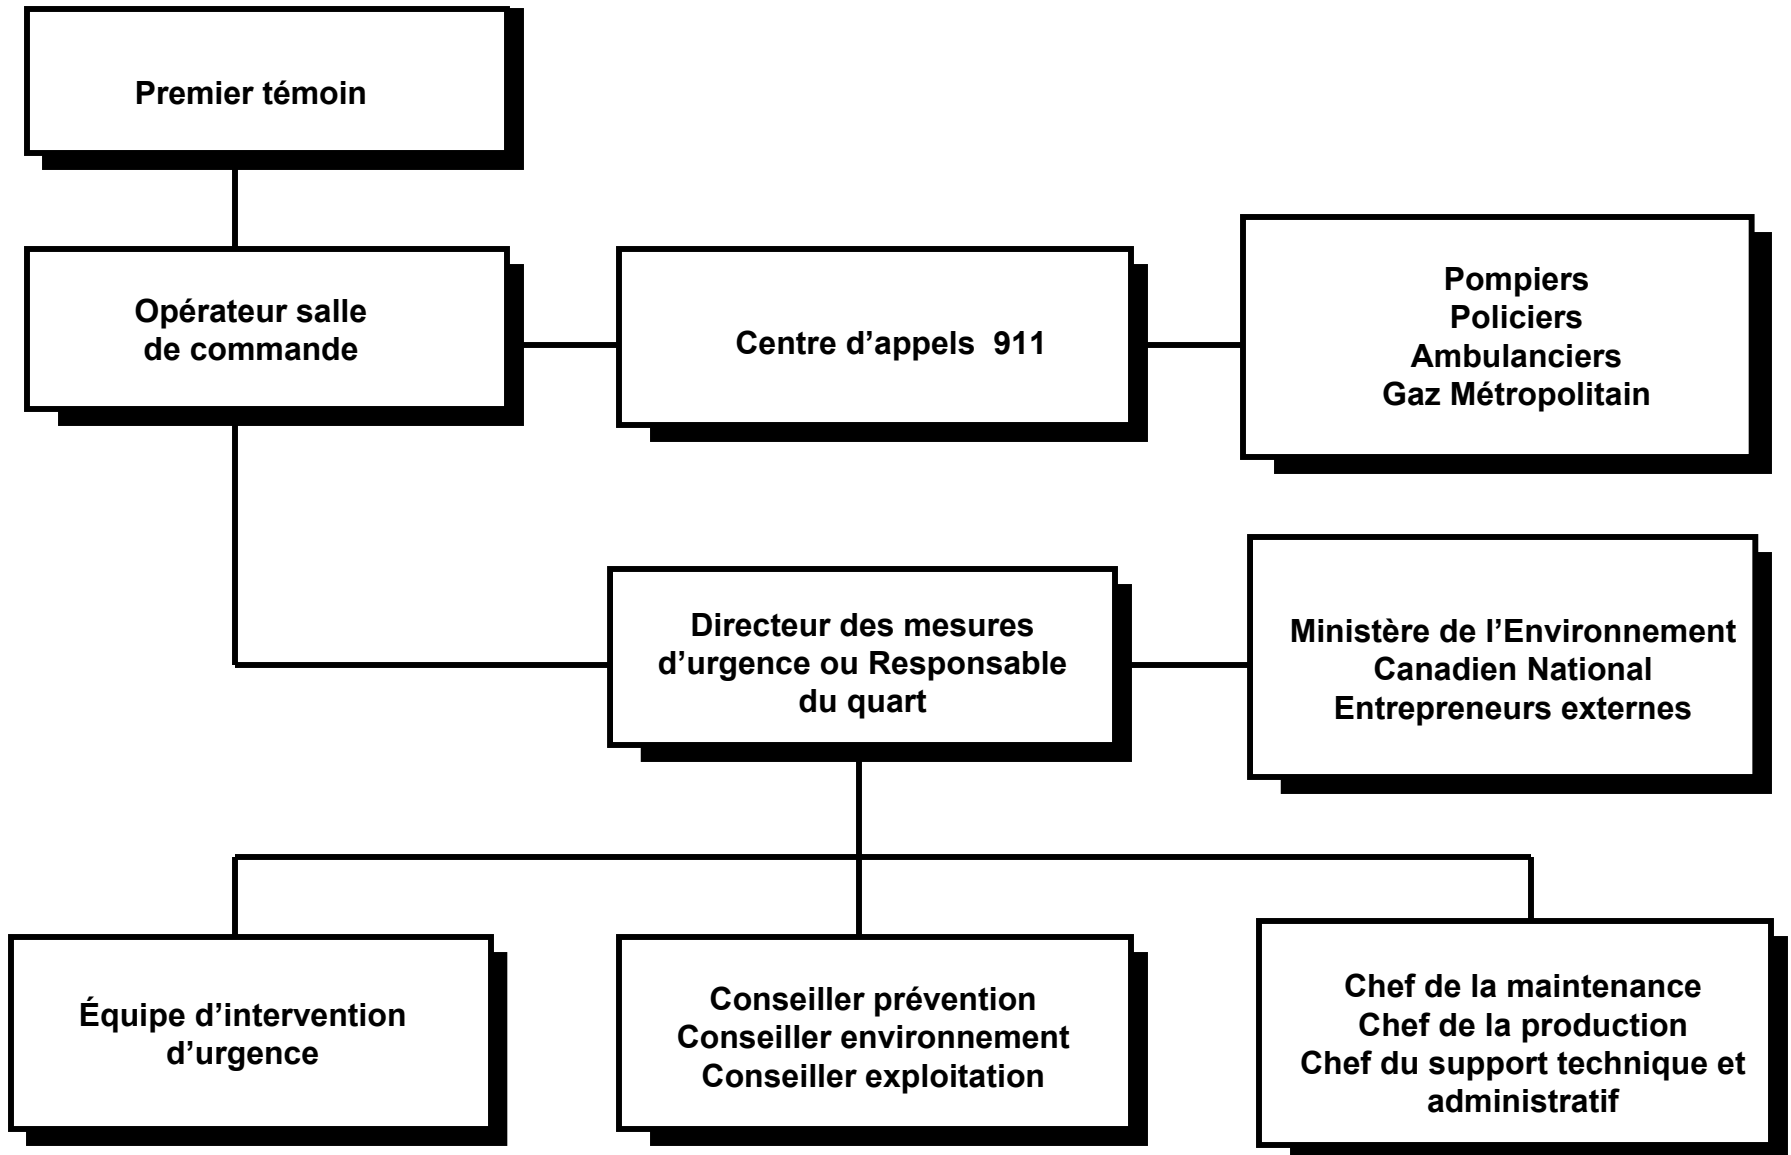 Premier témoin
Opérateur salle
de commande
Centre d’appels  911
Pompiers
Policiers
Ambulanciers
Gaz Métropolitain
Directeur des mesures
d’urgence ou Responsable
du quart
Ministère de l’Environnement
Canadien National
Entrepreneurs externes
Équipe d’intervention
d’urgence
Conseiller prévention
Conseiller environnement
Conseiller exploitation
Chef de la maintenance
Chef de la production
Chef du support technique et
administratif